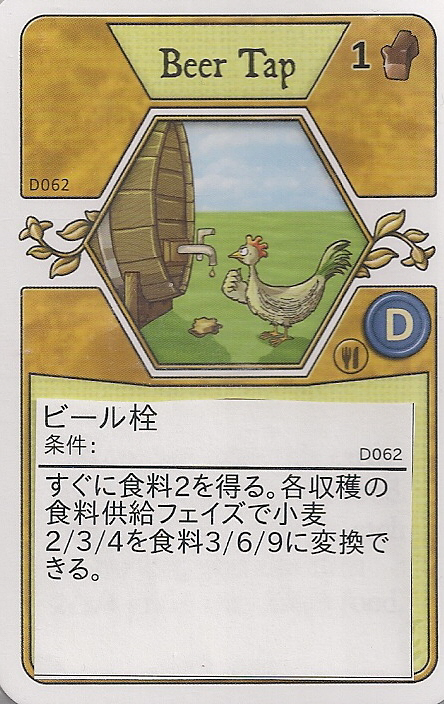 Beer Tap
1
D062
D
ビール栓
条件:
D062
すぐに食料2を得る。各収穫の
食料供給フェイズで小麦
2/3/4を食料3/6/9に変換で
きる。